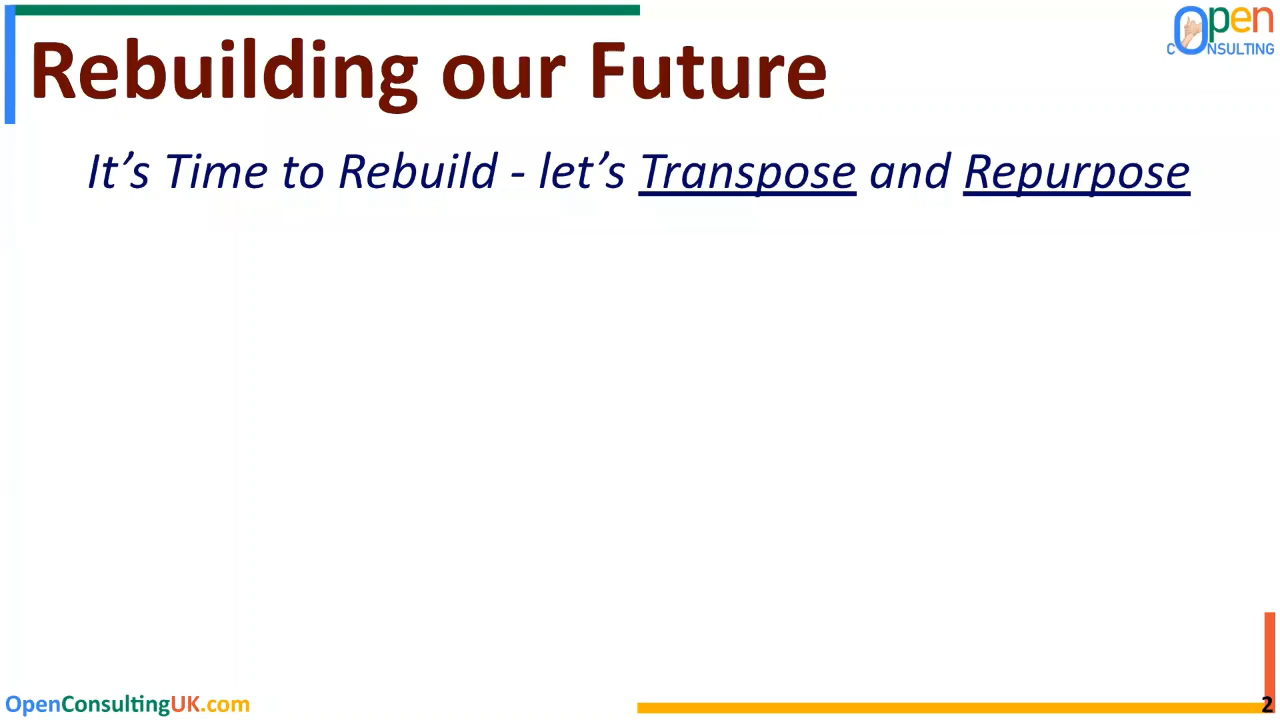 Rebuilding our Future
Open
CONSULTING
It’s Time to Rebuild - let’s Transpose and Repurpose
OpenConsultingUK.com
2